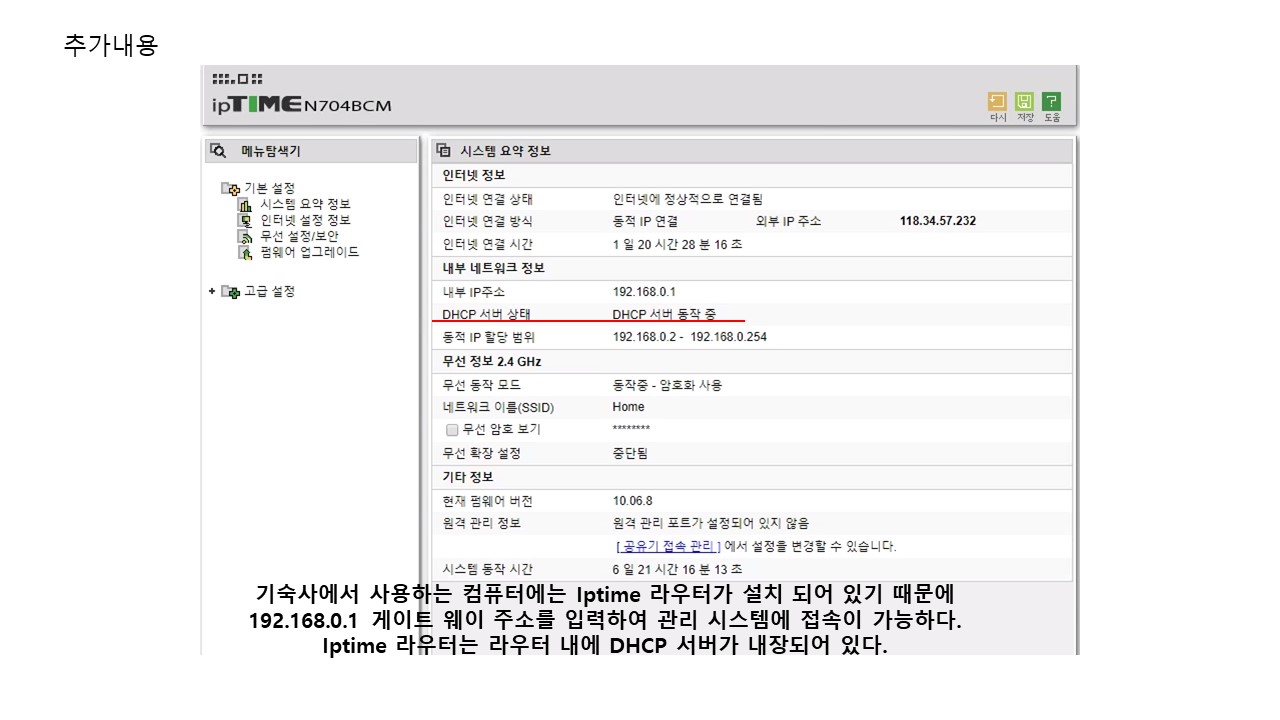 추가내용
ipTIME N704BCM
다시 저장 도움
메뉴탐색기
기본 설정
시스템 요약 정보
인터넷 설정 정보
무선 설정/보안
펌웨어 업그레이드
+ 고급 설정
시스템 요약 정보
인터넷 정보
인터넷 연결 상태 인터넷에 정상적으로 연결됨
인터넷 연결 방식 동적 IP 연결 외부 IP 주소 118.34.57.232
인터넷 연결 시간 1 일 20 시간 28 분 16 초
내부 네트워크 정보
내부 IP주소 192.168.0.1
DHCP 서버 상태 DHCP 서버 동작 중
동적 IP 할당 범위 192.168.0.2 - 192.168.0.254
무선 정보 2.4 GHz
무선 동작 모드 동작중 - 암호화 사용
네트워크 이름(SSID) Home
무선 암호 보기 ********
무선 확장 설정 중단됨
기타 정보
현재 펌웨어 버전 10.06.8
원격 관리 정보 원격 관리 포트가 설정되어 있지 않음
[ 공유기 접속 관리 ] 에서 설정을 변경할 수 있습니다.
시스템 동작 시간 6 일 21 시간 16 분 13 초
기숙사에서 사용하는 컴퓨터에는 Iptime 라우터가 설치 되어 있기 때문에
192.168.0.1 게이트 웨이 주소를 입력하여 관리 시스템에 접속이 가능하다.
Iptime 라우터는 라우터 내에 DHCP 서버가 내장되어 있다.